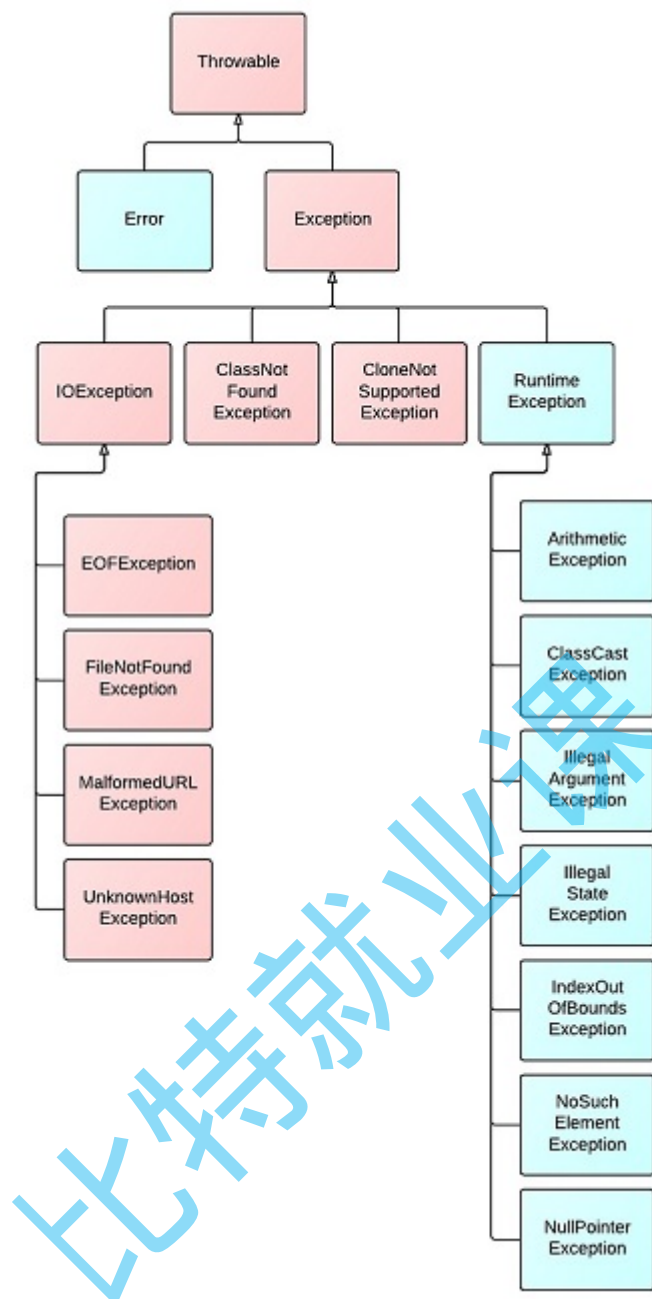 Throwable
Error
Exception
IOException
ClassNot
Found
Exception
CloneNot
Supported
Exception
Runtime
Exception
EOFException
FileNotFound
Exception
MalformedURL
Exception
UnknownHost
Exception
Arithmetic
Exception
ClassCast
Exception
Illegal
Argument
Exception
Illegal
State
Exception
IndexOut
OfBounds
Exception
NoSuch
Element
Exception
NullPointer
Exception
比特就业课